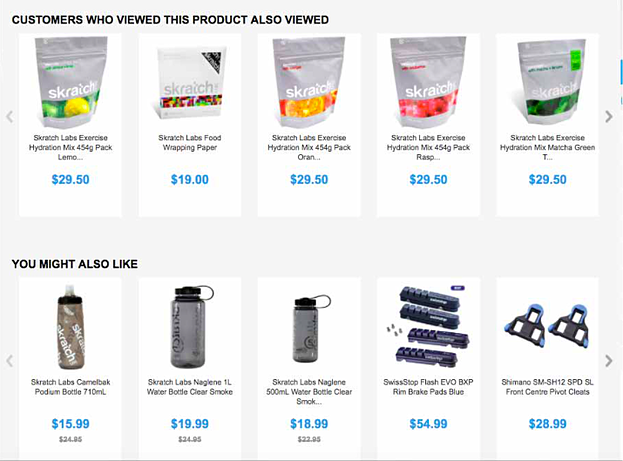 CUSTOMERS WHO VIEWED THIS PRODUCT ALSO VIEWED
skratch
skratch
skratch
skratch
skratch
Skratch Labs Exercise
Hydration Mix 454g Pack
Lemo...
$29.50
Skratch Labs Food
Wrapping Paper
$19.00
Skratch Labs Exercise
Hydration Mix 454g Pack
Oran...
$29.50
Skratch Labs Exercise
Hydration Mix 454g Pack
Rasp...
$29.50
Skratch Labs Exercise
Hydration Mix Matcha Green
T...
$29.50
YOU MIGHT ALSO LIKE
skratch
Skratch Labs Camelbak
Podium Bottle 710mL
$15.99
$24.95
Skratch Labs Naglene 1L
Water Bottle Clear Smoke
$19.99
$24.95
Skratch Labs Naglene
500mL Water Bottle Clear
Smok...
$18.99
$22.95
SwissStop Flash EVO BXP
Rim Brake Pads Blue
$54.99
Shimano SM-SH12 SPD SL
Front Centre Pivot Cleats
$28.99